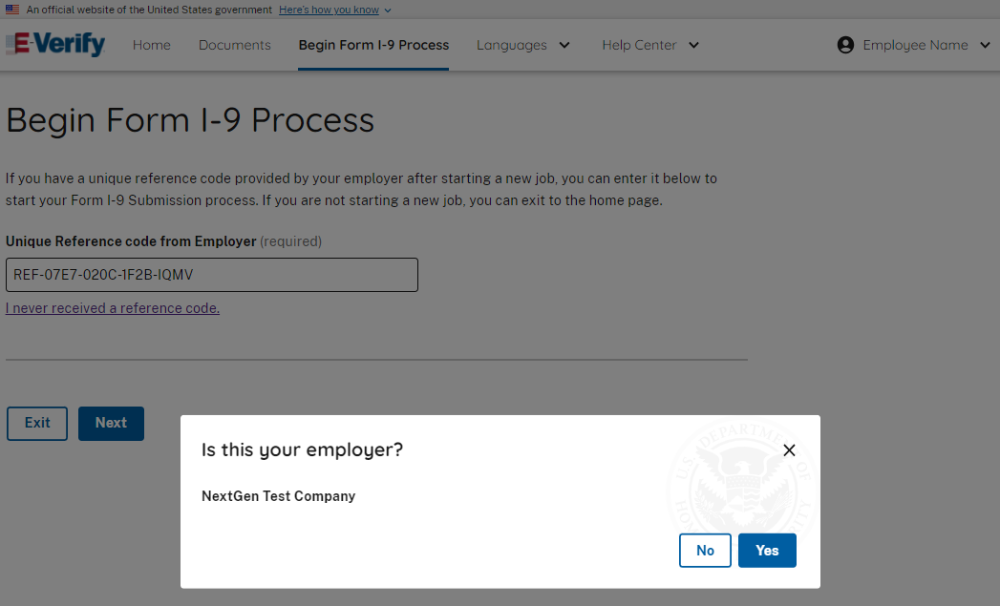 An official website of the United States government Here's how you know
E-Verify Home Documents Begin Form I-9 Process Languages Help Center Employee Name
Begin Form I-9 Process
If you have a unique reference code provided by your employer after starting a new job, you can enter it below to
start your Form I-9 Submission process. If you are not starting a new job, you can exit to the home page.
Unique Reference code from Employer (required)
REF-07E7-020C-1F2B-IQMV
I never received a reference code.
Exit Next
Is this your employer?
NextGen Test Company
No Yes
U.S. DEPARTMENT OF